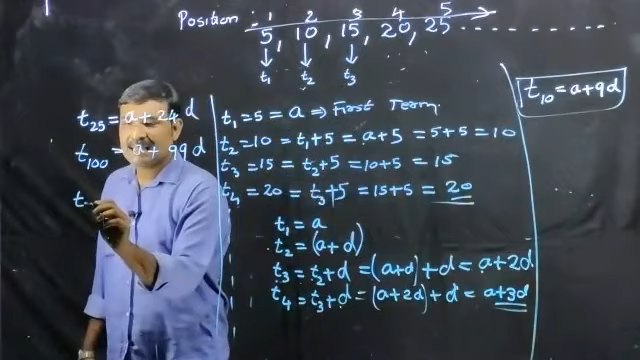 Position : 1 2 3 4 5
5, 10, 15, 20, 25 ..........
↓ ↓ ↓
t₁ t₂ t₃
t₂₅ = a + 24 d
t₁₀₀ = a + 99 d
t
t₁ = 5 = a ⇒ First Term.
t₂ = 10 = t₁+5 = a+5 = 5+5 = 10
t₃ = 15 = t₂+5 = 10+5 = 15
t₄ = 20 = t₃+5 = 15+5 = 20
t₁ = a
t₂ = (a+d)
t₃ = t₂+d = (a+d)+d = a+2d
t₄ = t₃+d = (a+2d)+d = a+3d
t₁₀ = a+9d